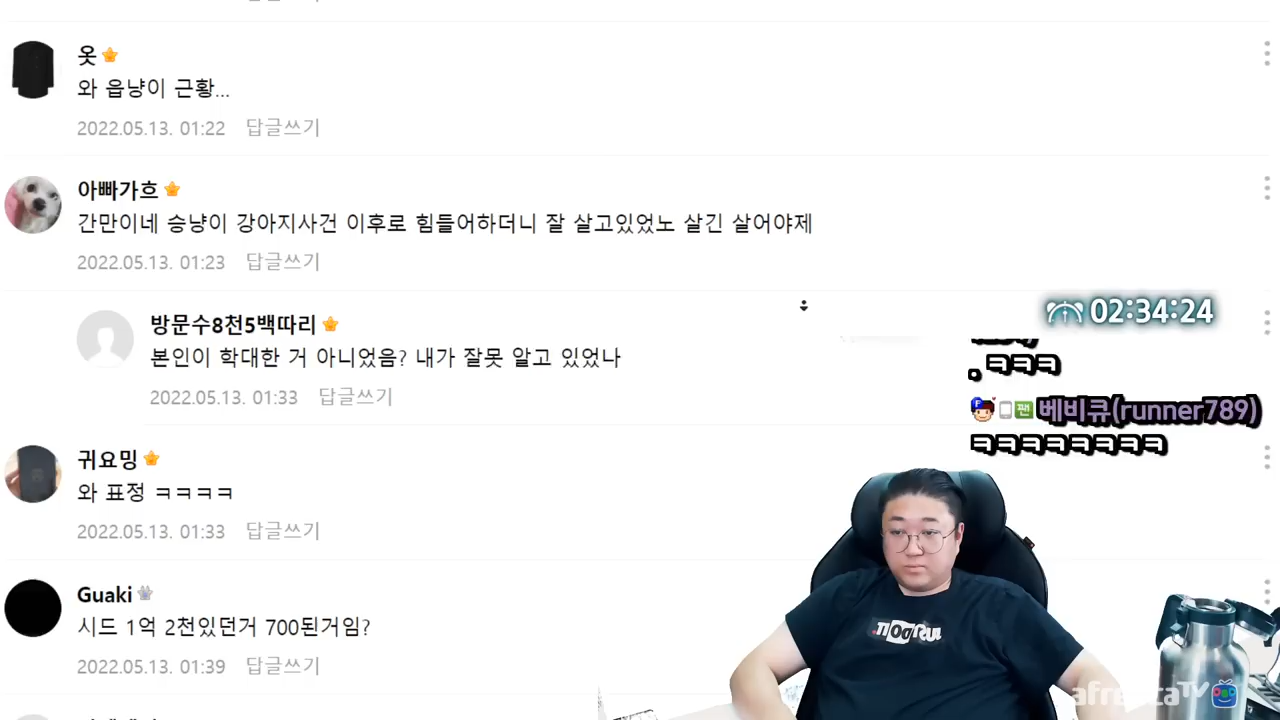 옷
와 읍냥이 근황...
2022.05.13. 01:22 답글쓰기
아빠가흐
간만이네 승냥이 강아지사건 이후로 힘들어하더니 잘 살고있었노 살긴 살어야제
2022.05.13. 01:23 답글쓰기
방문수8천5백따리
본인이 학대한 거 아니었음? 내가 잘못 알고 있었나
2022.05.13. 01:33 답글쓰기
귀요밍
와 표정 ㅋㅋㅋㅋ
2022.05.13. 01:33 답글쓰기
Guaki
시드 1억 2천있던거 700된거임?
2022.05.13. 01:39 답글쓰기
02:34:24
. ㅋㅋㅋ
F 팬 베비큐(runner789)
ㅋㅋㅋㅋㅋㅋㅋㅋ
JUST DO IT.
afreecaTV